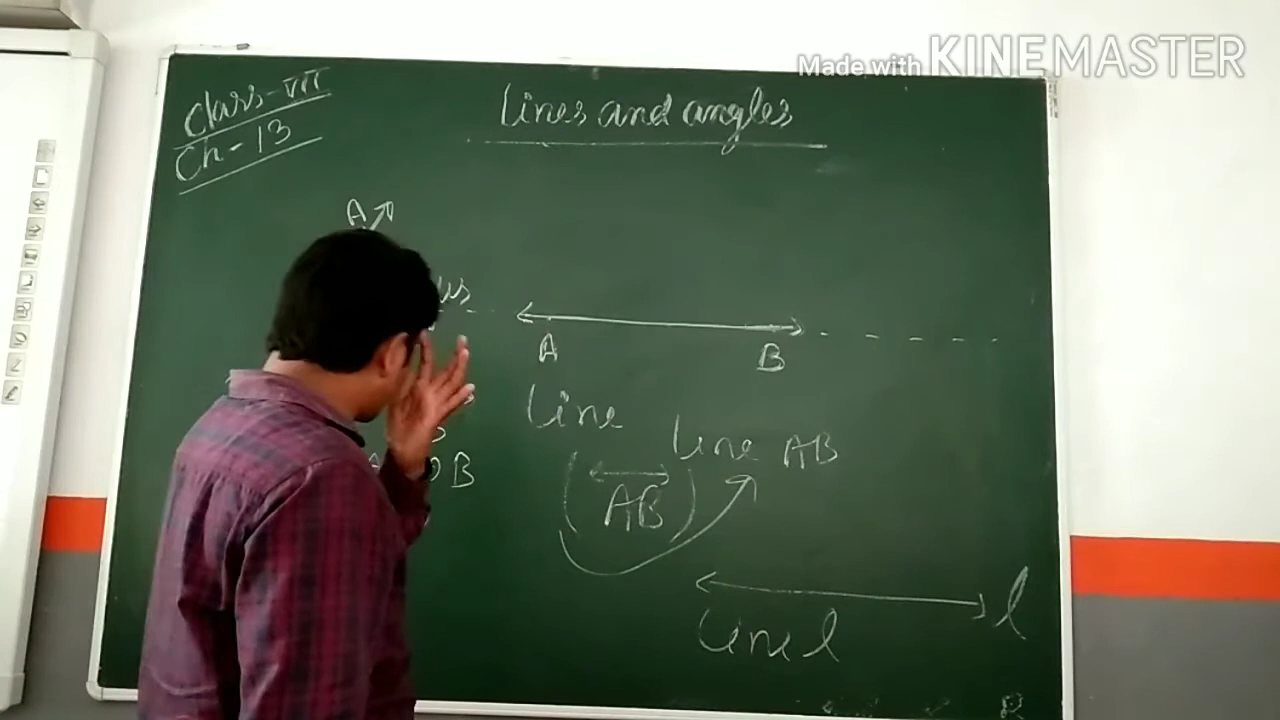 Made with KINEMASTER
Class-VII
Ch-13
Lines and angles
A
A B
line
line AB
(AB)
B
l
line l
R